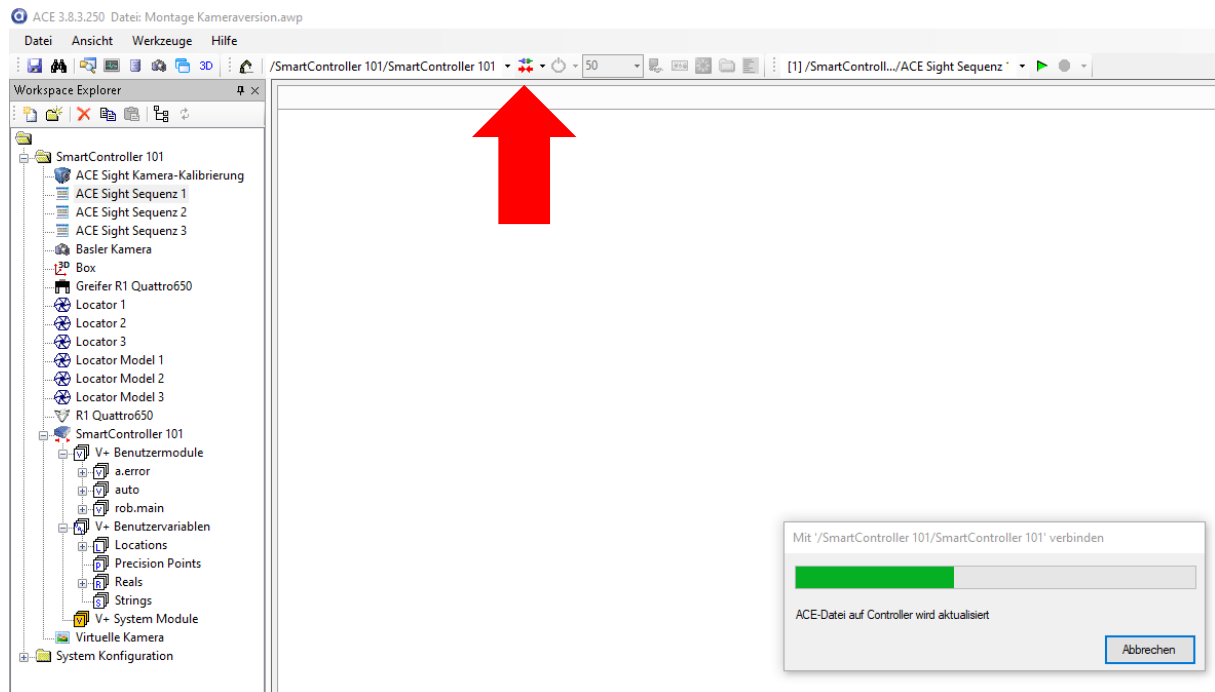 ACE 3.8.3.250 Datei: Montage Kameraversion.awp
Datei Ansicht Werkzeuge Hilfe
3D /SmartController 101/SmartController 101 50 [1] /SmartControll.../ACE Sight Sequenz
Workspace Explorer
SmartController 101
ACE Sight Kamera-Kalibrierung
ACE Sight Sequenz 1
ACE Sight Sequenz 2
ACE Sight Sequenz 3
Basler Kamera
3D Box
Greifer R1 Quattro650
Locator 1
Locator 2
Locator 3
Locator Model 1
Locator Model 2
Locator Model 3
R1 Quattro650
SmartController 101
V V+ Benutzermodule
V a.error
V auto
V rob.main
V+ Benutzervariablen
L Locations
P Precision Points
R Reals
S Strings
V V+ System Module
Virtuelle Kamera
System Konfiguration
Mit '/SmartController 101/SmartController 101' verbinden
ACE-Datei auf Controller wird aktualisiert
Abbrechen